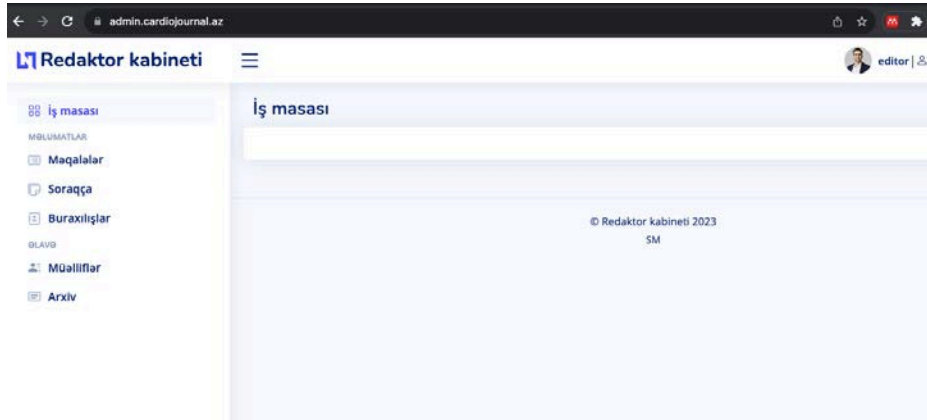 admin.cardiojournal.az
Redaktor kabineti
editor |
İş masası
MƏLUMATLAR
Məqalələr
Soraqça
Buraxılışlar
ƏLAVƏ
Müəlliflər
Arxiv
İş masası
© Redaktor kabineti 2023
SM